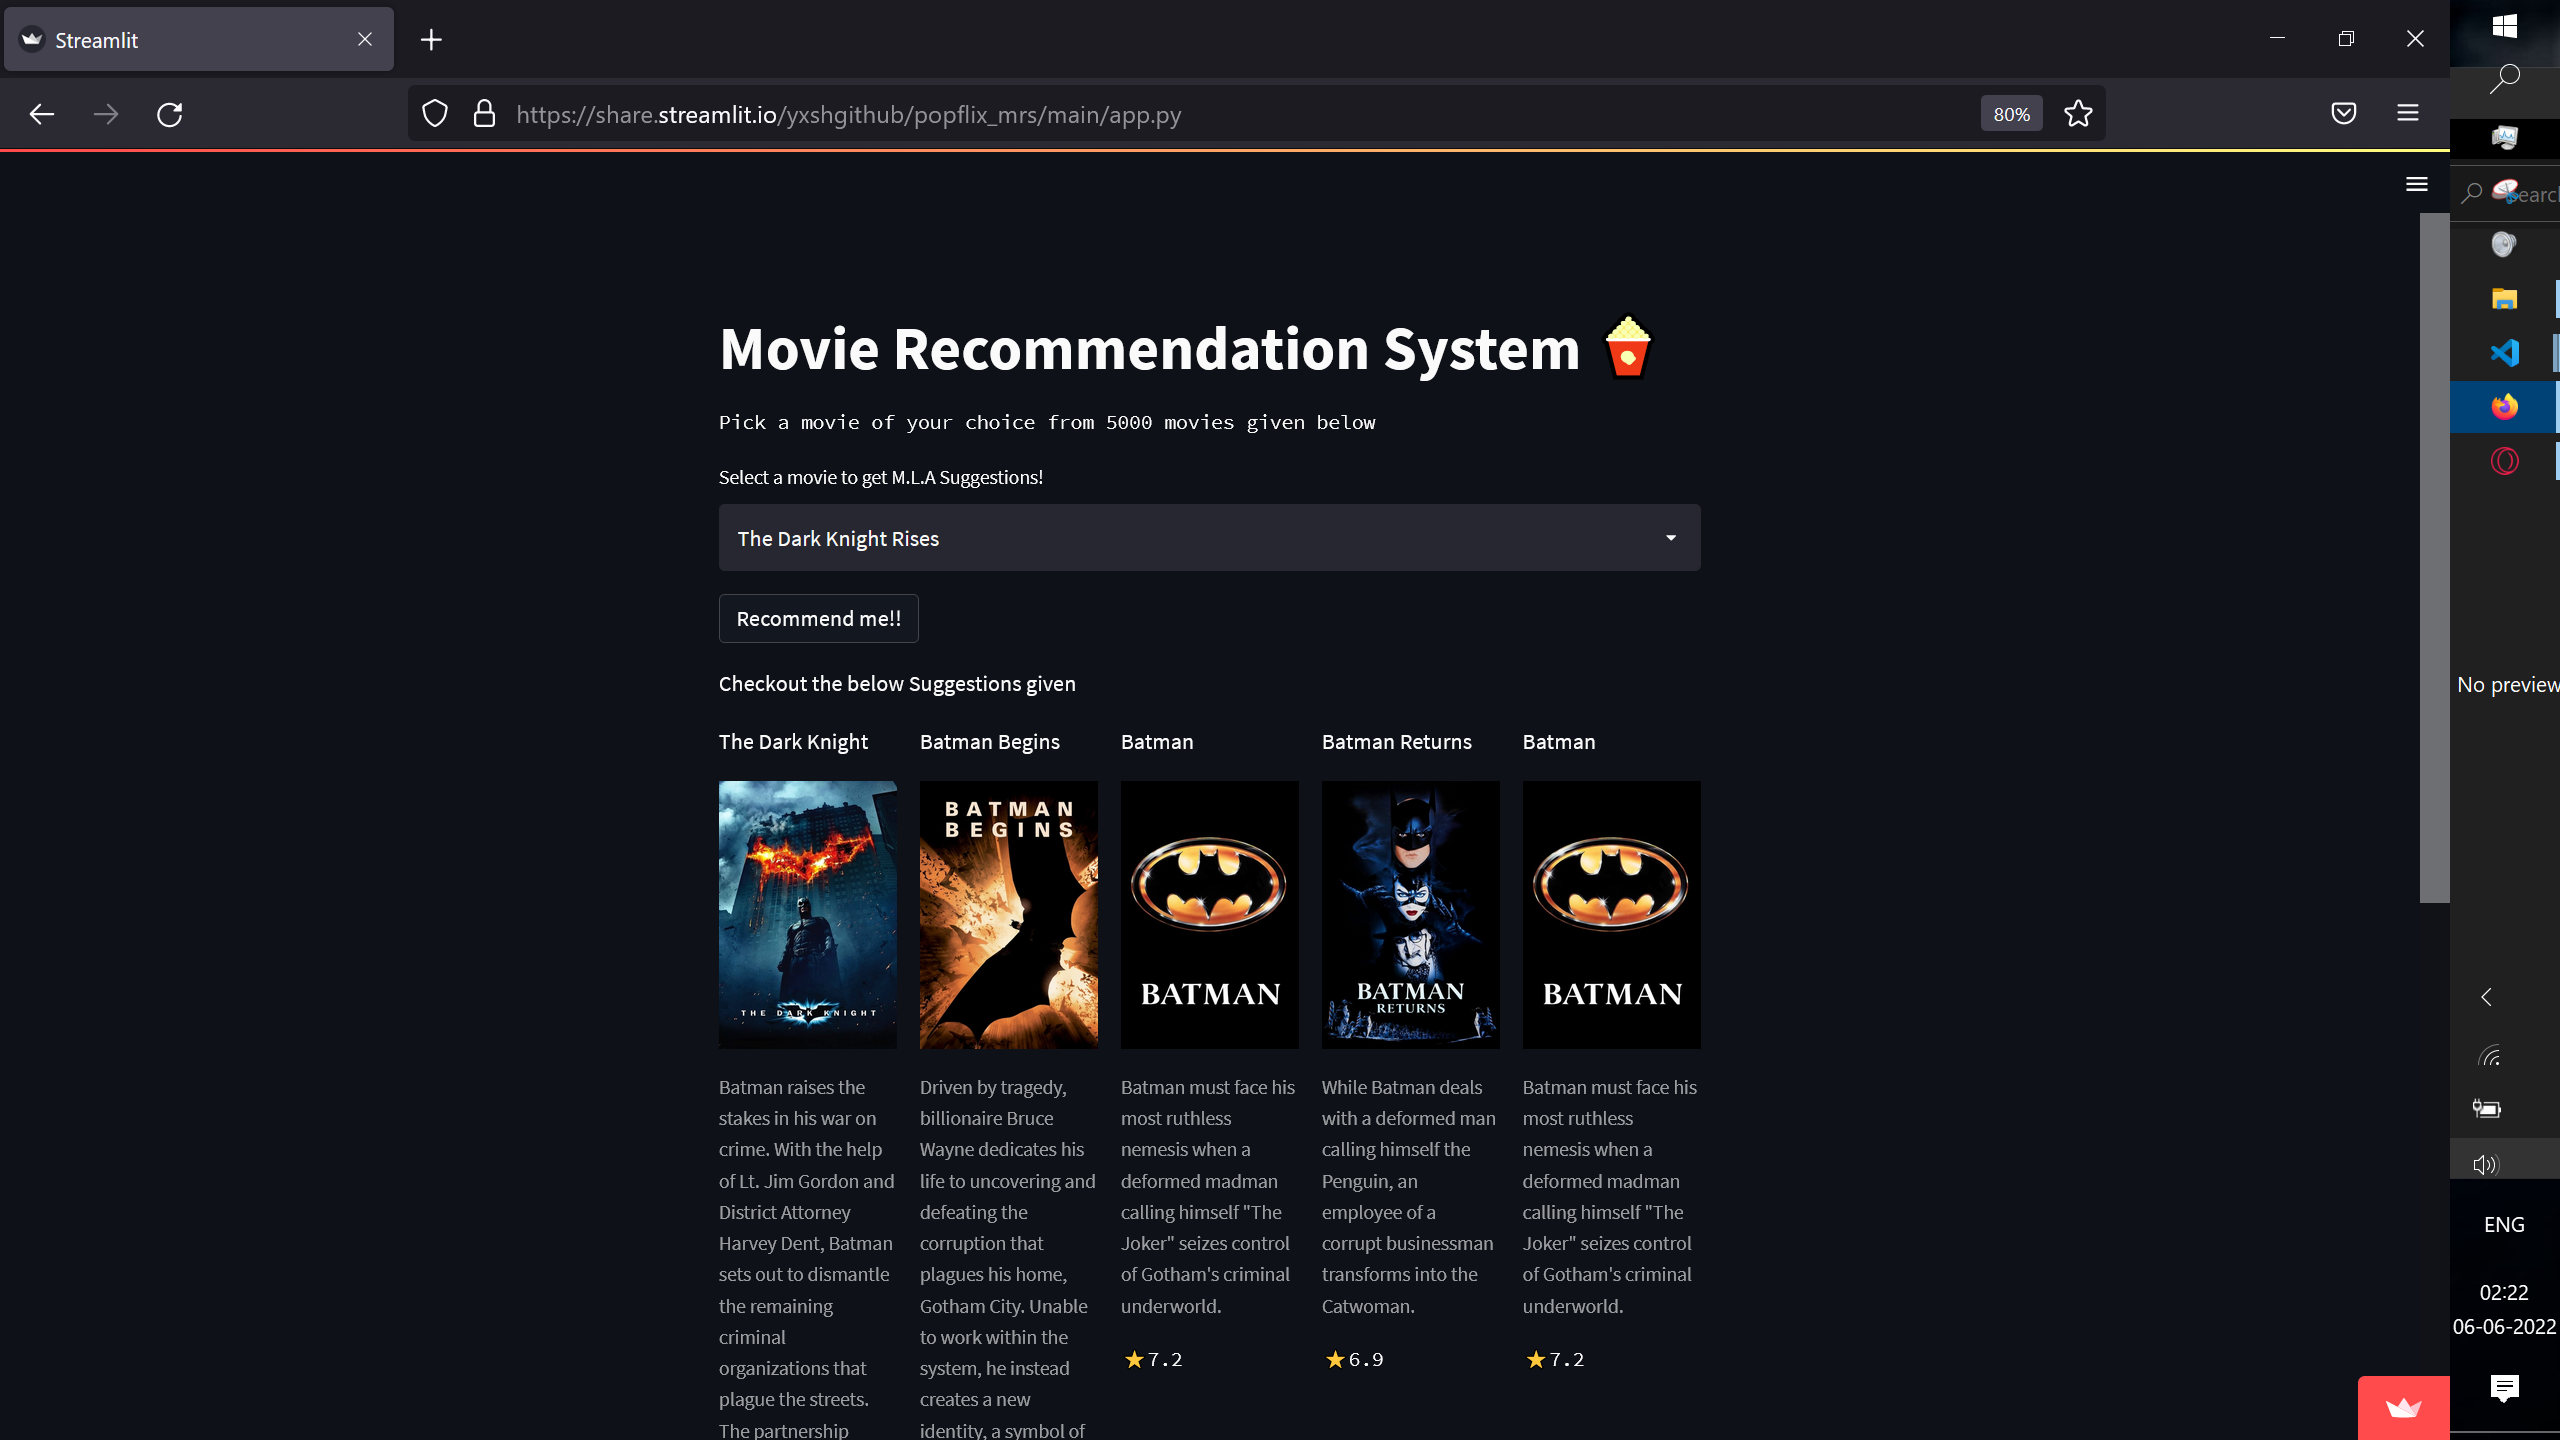 Streamlit
https://share.streamlit.io/yxshgithub/popflix_mrs/main/app.py
80%
Movie Recommendation System
Pick a movie of your choice from 5000 movies given below
Select a movie to get M.L.A Suggestions!
The Dark Knight Rises
Recommend me!!
Checkout the below Suggestions given
The Dark Knight
THE DARK KNIGHT
Batman raises the
stakes in his war on
crime. With the help
of Lt. Jim Gordon and
District Attorney
Harvey Dent, Batman
sets out to dismantle
the remaining
criminal
organizations that
plague the streets.
The partnership
Batman Begins
BATMAN
BEGINS
Driven by tragedy,
billionaire Bruce
Wayne dedicates his
life to uncovering and
defeating the
corruption that
plagues his home,
Gotham City. Unable
to work within the
system, he instead
creates a new
identity, a symbol of
Batman
BATMAN
Batman must face his
most ruthless
nemesis when a
deformed madman
calling himself "The
Joker" seizes control
of Gotham's criminal
underworld.
7.2
Batman Returns
BATMAN
RETURNS
While Batman deals
with a deformed man
calling himself the
Penguin, an
employee of a
corrupt businessman
transforms into the
Catwoman.
6.9
Batman
BATMAN
Batman must face his
most ruthless
nemesis when a
deformed madman
calling himself "The
Joker" seizes control
of Gotham's criminal
underworld.
7.2
No preview
ENG
02:22
06-06-2022